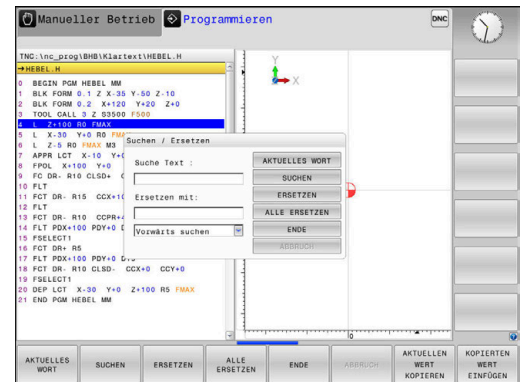 Manueller Betrieb
Programmieren
DNC
TNC:\nc_prog\BHB\Klartext\HEBEL.H
→HEBEL.H
0 BEGIN PGM HEBEL MM
1 BLK FORM 0.1 Z X-35 Y-50 Z-10
2 BLK FORM 0.2 X+120 Y+20 Z+0
3 TOOL CALL 3 Z S3500 F500
4 L Z+100 R0 FMAX
5 L X-30 Y+0 R0 FMAX
6 L Z-5 R0 FMAX M3
7 APPR LCT X-10 Y+0
8 FPOL X+100 Y+0
9 FC DR- R10 CLSD+
10 FLT
11 FCT DR- R15 CCX+10
12 FLT
13 FCT DR- R10 CCPR+
14 FLT PDX+100 PDY+0
15 FSELECT1
16 FCT DR+ R5
17 FLT PDX+100 PDY+0
18 FCT DR- R10 CLSD- CCX+0 CCY+0
19 FSELECT1
20 DEP LCT X-30 Y+0 Z+100 R5 FMAX
21 END PGM HEBEL MM
Y
X
Suchen / Ersetzen
Suche Text :
AKTUELLES WORT
SUCHEN
Ersetzen mit:
ERSETZEN
ALLE ERSETZEN
Vorwärts suchen
ENDE
ABBRUCH
0
AKTUELLES WORT
SUCHEN
ERSETZEN
ALLE ERSETZEN
ENDE
ABBRUCH
AKTUELLEN WERT KOPIEREN
KOPIERTEN WERT EINFÜGEN